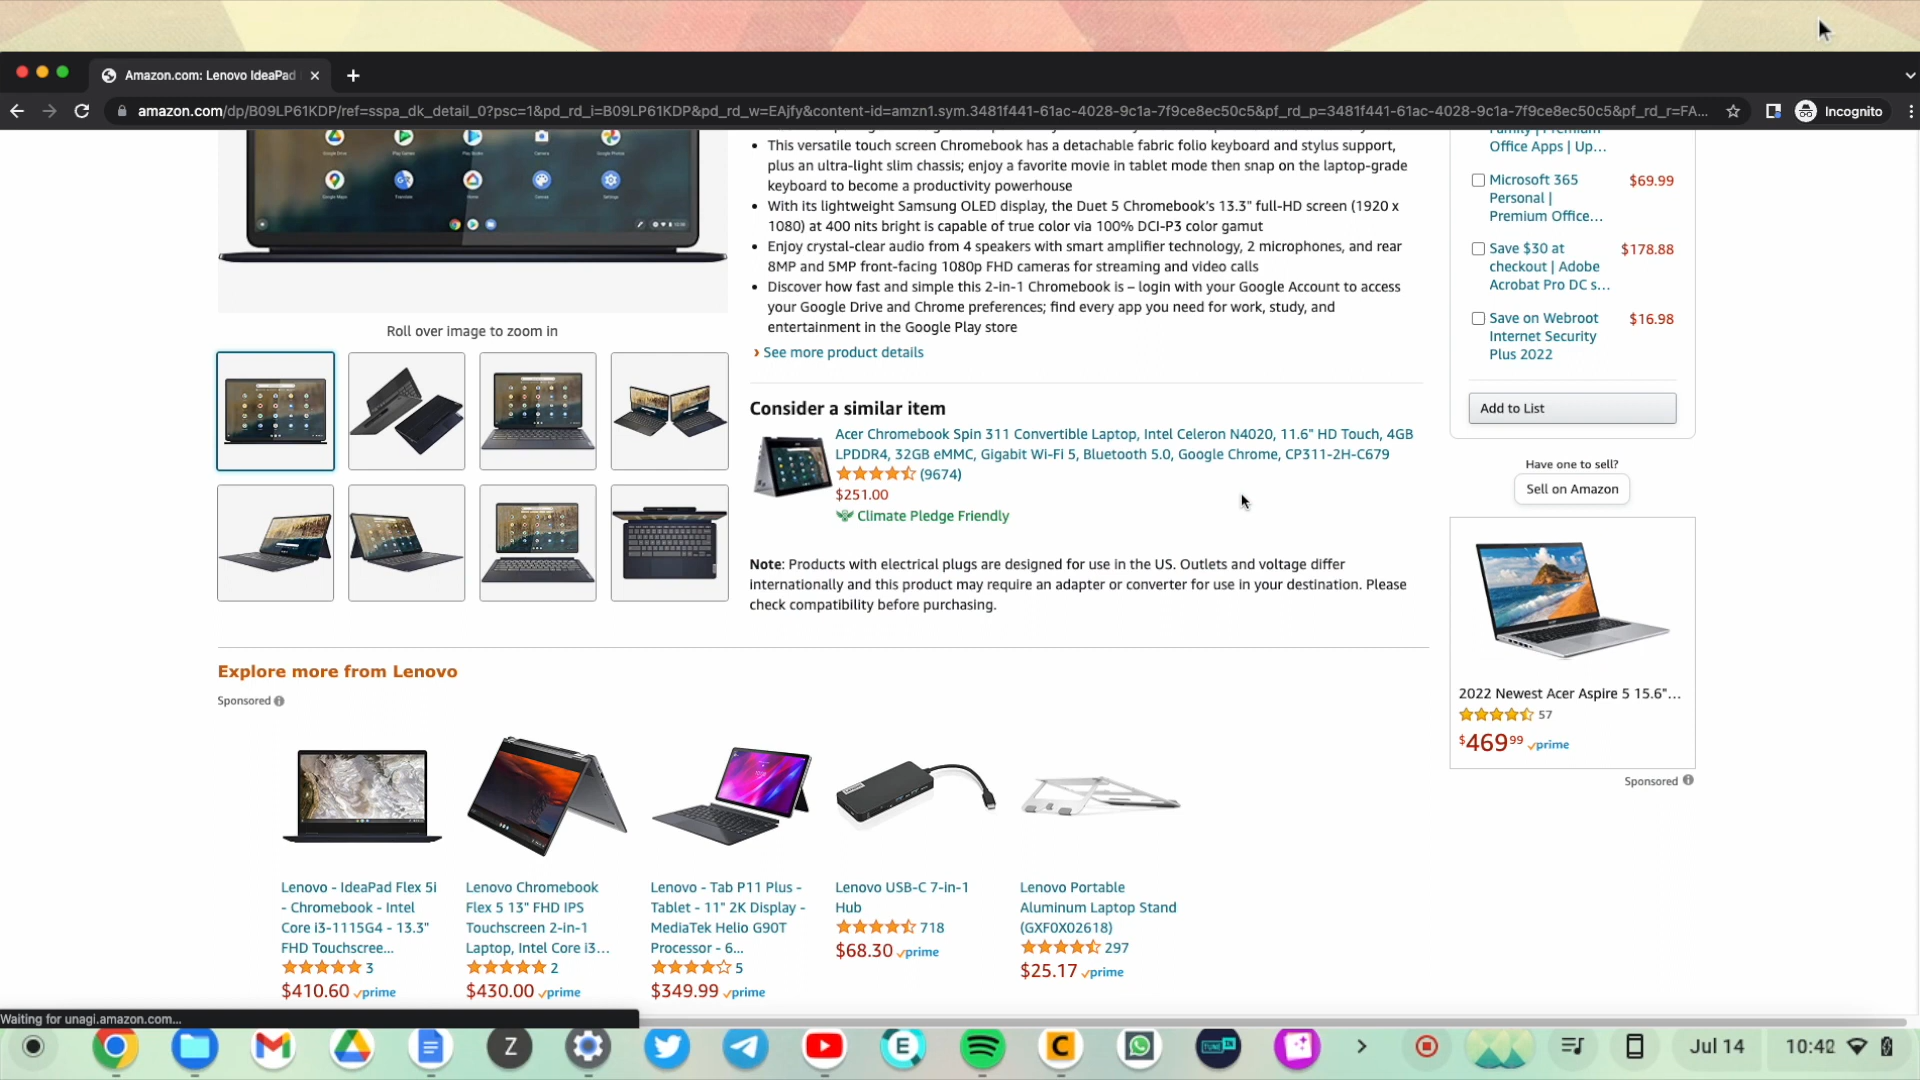 Amazon.com: Lenovo IdeaPad
amazon.com/dp/B09LP61KDP/ref=sspa_dk_detail_0?psc=1&pd_rd_i=B09LP61KDP&pd_rd_w=EAjfy&content-id=amzn1.sym.3481f441-61ac-4028-9c1a-7f9ce8ec50c5&pf_rd_p=3481f441-61ac-4028-9c1a-7f9ce8ec50c5&pf_rd_r=FA...
Incognito
Roll over image to zoom in
• This versatile touch screen Chromebook has a detachable fabric folio keyboard and stylus support,
plus an ultra-light slim chassis; enjoy a favorite movie in tablet mode then snap on the laptop-grade
keyboard to become a productivity powerhouse
• With its lightweight Samsung OLED display, the Duet 5 Chromebook's 13.3" full-HD screen (1920 x
1080) at 400 nits bright is capable of true color via 100% DCI-P3 color gamut
• Enjoy crystal-clear audio from 4 speakers with smart amplifier technology, 2 microphones, and rear
8MP and 5MP front-facing 1080p FHD cameras for streaming and video calls
• Discover how fast and simple this 2-in-1 Chromebook is – login with your Google Account to access
your Google Drive and Chrome preferences; find every app you need for work, study, and
entertainment in the Google Play store
› See more product details
Consider a similar item
Acer Chromebook Spin 311 Convertible Laptop, Intel Celeron N4020, 11.6" HD Touch, 4GB
LPDDR4, 32GB eMMC, Gigabit Wi-Fi 5, Bluetooth 5.0, Google Chrome, CP311-2H-C679
(9674)
$251.00
Climate Pledge Friendly
Note: Products with electrical plugs are designed for use in the US. Outlets and voltage differ
internationally and this product may require an adapter or converter for use in your destination. Please
check compatibility before purchasing.
Family | Premium
Office Apps | Up...
Microsoft 365 $69.99
Personal |
Premium Office...
Save $30 at $178.88
checkout | Adobe
Acrobat Pro DC s...
Save on Webroot $16.98
Internet Security
Plus 2022
Add to List
Have one to sell?
Sell on Amazon
2022 Newest Acer Aspire 5 15.6"...
57
$469 99 prime
Sponsored
Explore more from Lenovo
Sponsored
Lenovo - IdeaPad Flex 5i
- Chromebook - Intel
Core i3-1115G4 - 13.3"
FHD Touchscree...
3
$410.60 prime
Lenovo Chromebook
Flex 5 13" FHD IPS
Touchscreen 2-in-1
Laptop, Intel Core i3...
2
$430.00 prime
Lenovo - Tab P11 Plus -
Tablet - 11" 2K Display -
MediaTek Helio G90T
Processor - 6...
5
$349.99 prime
Lenovo USB-C 7-in-1
Hub
718
$68.30 prime
Lenovo Portable
Aluminum Laptop Stand
(GXF0X02618)
297
$25.17 prime
Waiting for unagi.amazon.com...
Z
E
C
TUNE IN
Jul 14
10:42